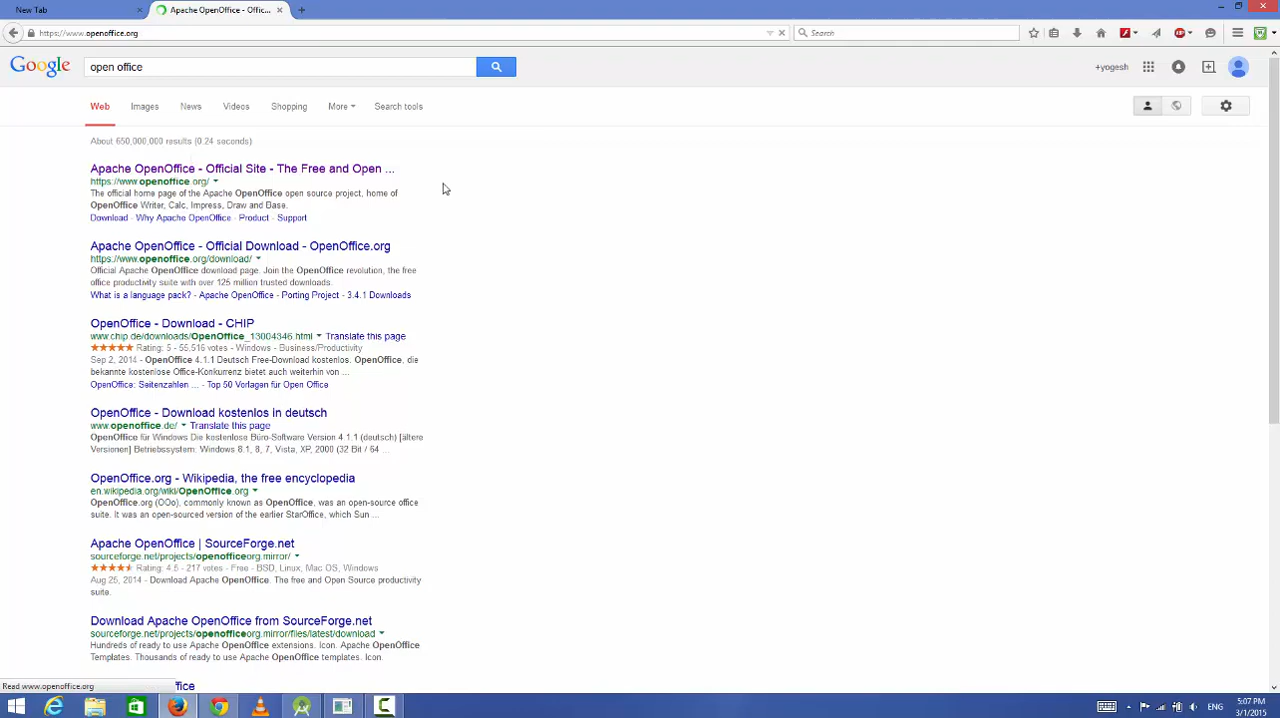 New Tab
Apache OpenOffice - Offic...
https://www.openoffice.org
Search
Google
open office
+yogesh
Web
Images
News
Videos
Shopping
More
Search tools
About 650,000,000 results (0.24 seconds)
Apache OpenOffice - Official Site - The Free and Open ...
https://www.openoffice.org/
The official home page of the Apache OpenOffice open source project, home of
OpenOffice Writer, Calc, Impress, Draw and Base.
Download - Why Apache OpenOffice - Product - Support
Apache OpenOffice - Official Download - OpenOffice.org
https://www.openoffice.org/download/
Official Apache OpenOffice download page. Join the OpenOffice revolution, the free
office productivity suite with over 125 million trusted downloads.
What is a language pack? - Apache OpenOffice - Porting Project - 3.4.1 Downloads
OpenOffice - Download - CHIP
www.chip.de/downloads/OpenOffice_13004346.html Translate this page
Rating: 5 - 55,516 votes - Windows - Business/Productivity
Sep 2, 2014 - OpenOffice 4.1.1 Deutsch Free-Download kostenlos. OpenOffice, die
bekannte kostenlose Office-Konkurrenz bietet auch weiterhin von ...
OpenOffice: Seitenzahlen ... - Top 50 Vorlagen für Open Office
OpenOffice - Download kostenlos in deutsch
www.openoffice.de/ Translate this page
OpenOffice für Windows Die kostenlose Büro-Software Version 4.1.1 (deutsch) [ältere
Versionen] Betriebssystem: Windows 8.1, 8, 7, Vista, XP, 2000 (32 Bit / 64 ...
OpenOffice.org - Wikipedia, the free encyclopedia
en.wikipedia.org/wiki/OpenOffice.org
OpenOffice.org (OOo), commonly known as OpenOffice, was an open-source office
suite. It was an open-sourced version of the earlier StarOffice, which Sun ...
Apache OpenOffice | SourceForge.net
sourceforge.net/projects/openofficeorg.mirror/
Rating: 4.5 - 217 votes - Free - BSD, Linux, Mac OS, Windows
Aug 25, 2014 - Download Apache OpenOffice. The free and Open Source productivity
suite.
Download Apache OpenOffice from SourceForge.net
sourceforge.net/projects/openofficeorg.mirror/files/latest/download
Hundreds of ready to use Apache OpenOffice extensions. Icon. Apache OpenOffice
Templates. Thousands of ready to use Apache OpenOffice templates. Icon.
Read www.openoffice.org
ffice
ENG
5:07 PM
3/1/2015